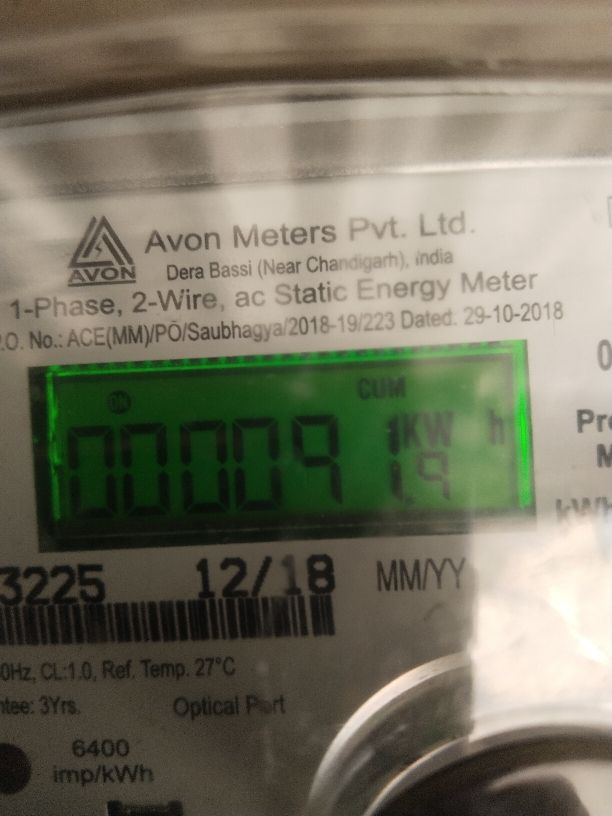 AVON
Avon Meters Pvt. Ltd.
Dera Bassi (Near Chandigarh), India
1-Phase, 2-Wire, ac Static Energy Meter
P.O. No.: ACE(MM)/PO/Saubhagya/2018-19/223 Dated: 29-10-2018
CUM
KW h
00009 1.9
3225 12/18 MM/YY
0Hz, CL:1.0, Ref. Temp. 27°C
ntee: 3Yrs. Optical Port
6400
imp/kWh
kWh